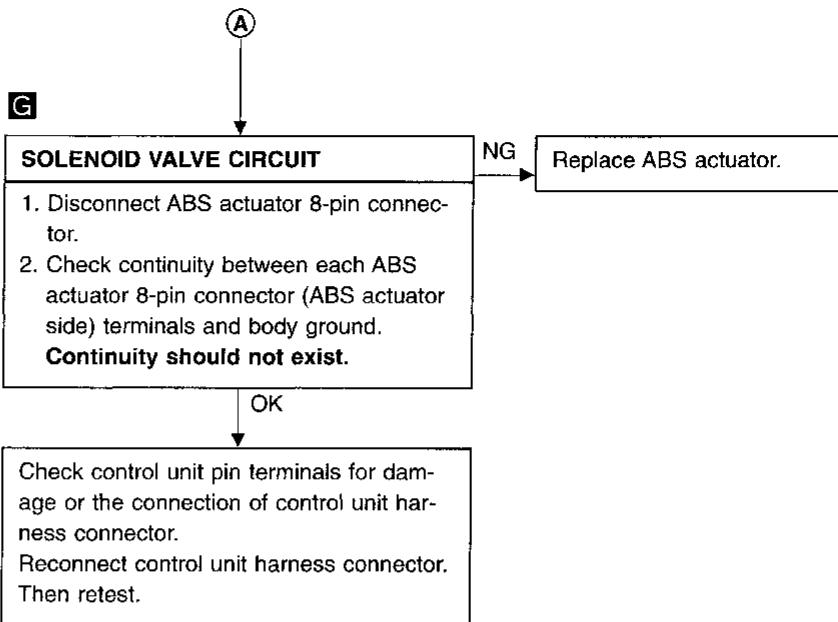 A
G
SOLENOID VALVE CIRCUIT
NG
Replace ABS actuator.
1. Disconnect ABS actuator 8-pin connec-
tor.
2. Check continuity between each ABS
actuator 8-pin connector (ABS actuator
side) terminals and body ground.
Continuity should not exist.
OK
Check control unit pin terminals for dam-
age or the connection of control unit har-
ness connector.
Reconnect control unit harness connector.
Then retest.